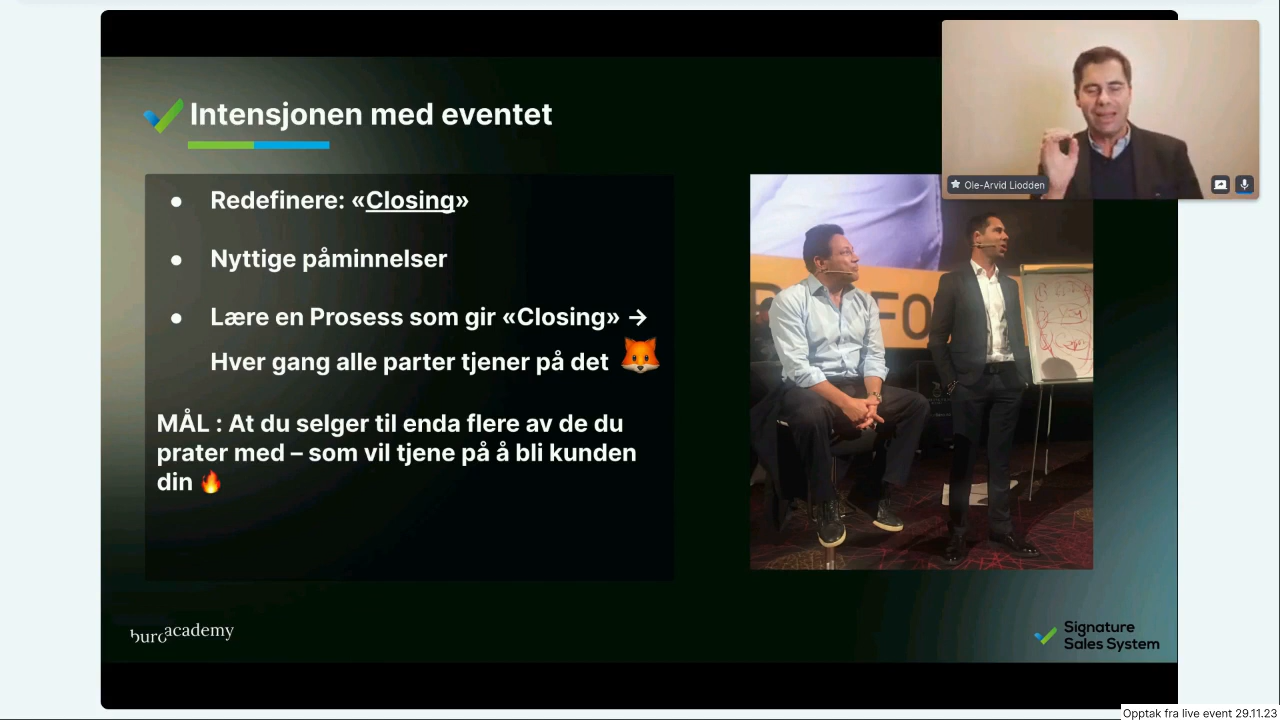 Intensjonen med eventet
Ole-Arvid Liodden
● Redefinere: «Closing»
● Nyttige påminnelser
● Lære en Prosess som gir «Closing» →
Hver gang alle parter tjener på det 🦊
MÅL : At du selger til enda flere av de du
prater med – som vil tjene på å bli kunden
din 🔥
buroacademy
Signature
Sales System
Opptak fra live event 29.11.23